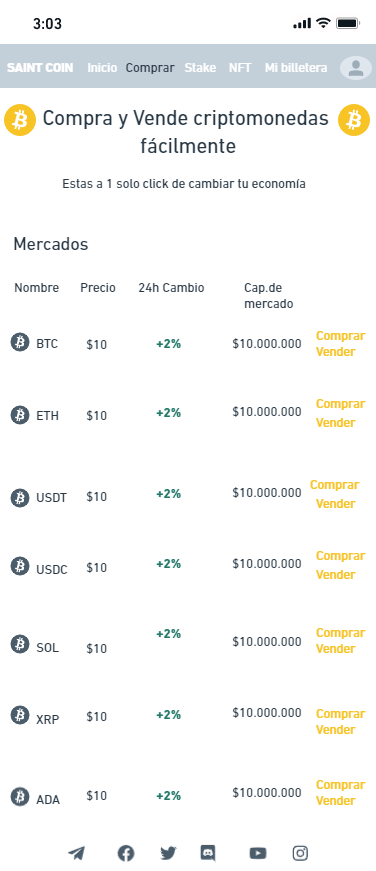 3:03
SAINT COIN Inicio Comprar Stake NFT Mi billetera
Compra y Vende criptomonedas
fácilmente
Estas a 1 solo click de cambiar tu economía
Mercados
Nombre Precio 24h Cambio Cap.de
mercado
BTC $10 +2% $10.000.000 Comprar
Vender
ETH $10 +2% $10.000.000 Comprar
Vender
USDT $10 +2% $10.000.000 Comprar
Vender
USDC $10 +2% $10.000.000 Comprar
Vender
SOL $10 +2% $10.000.000 Comprar
Vender
XRP $10 +2% $10.000.000 Comprar
Vender
ADA $10 +2% $10.000.000 Comprar
Vender